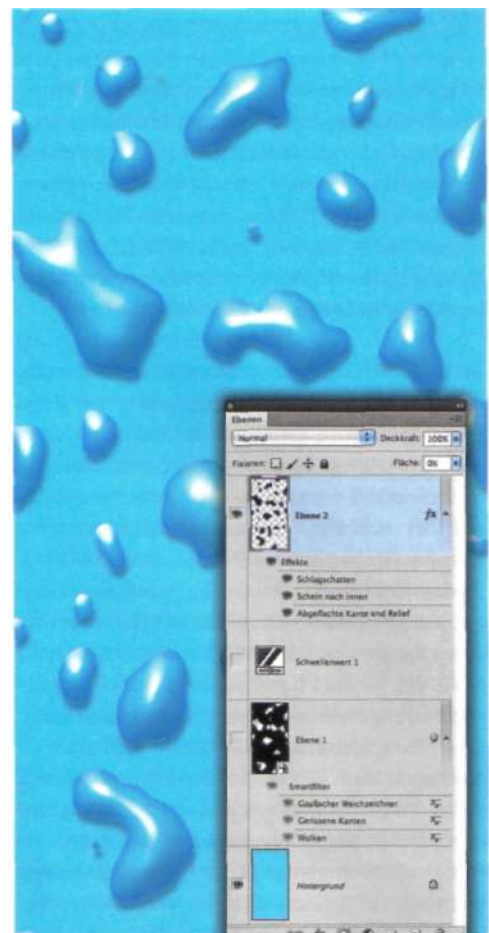 Ebenen
Normal Deckkraft: 100%
Fixieren: Fläche: 0%
Ebene 2 fx
Effekte
Schlagschatten
Schein nach innen
Abgeflachte Kante und Relief
Schwellenwert 1
Ebene 1
Smartfilter
Gaußscher Weichzeichner
Gerissene Kanten
Wolken
Hintergrund